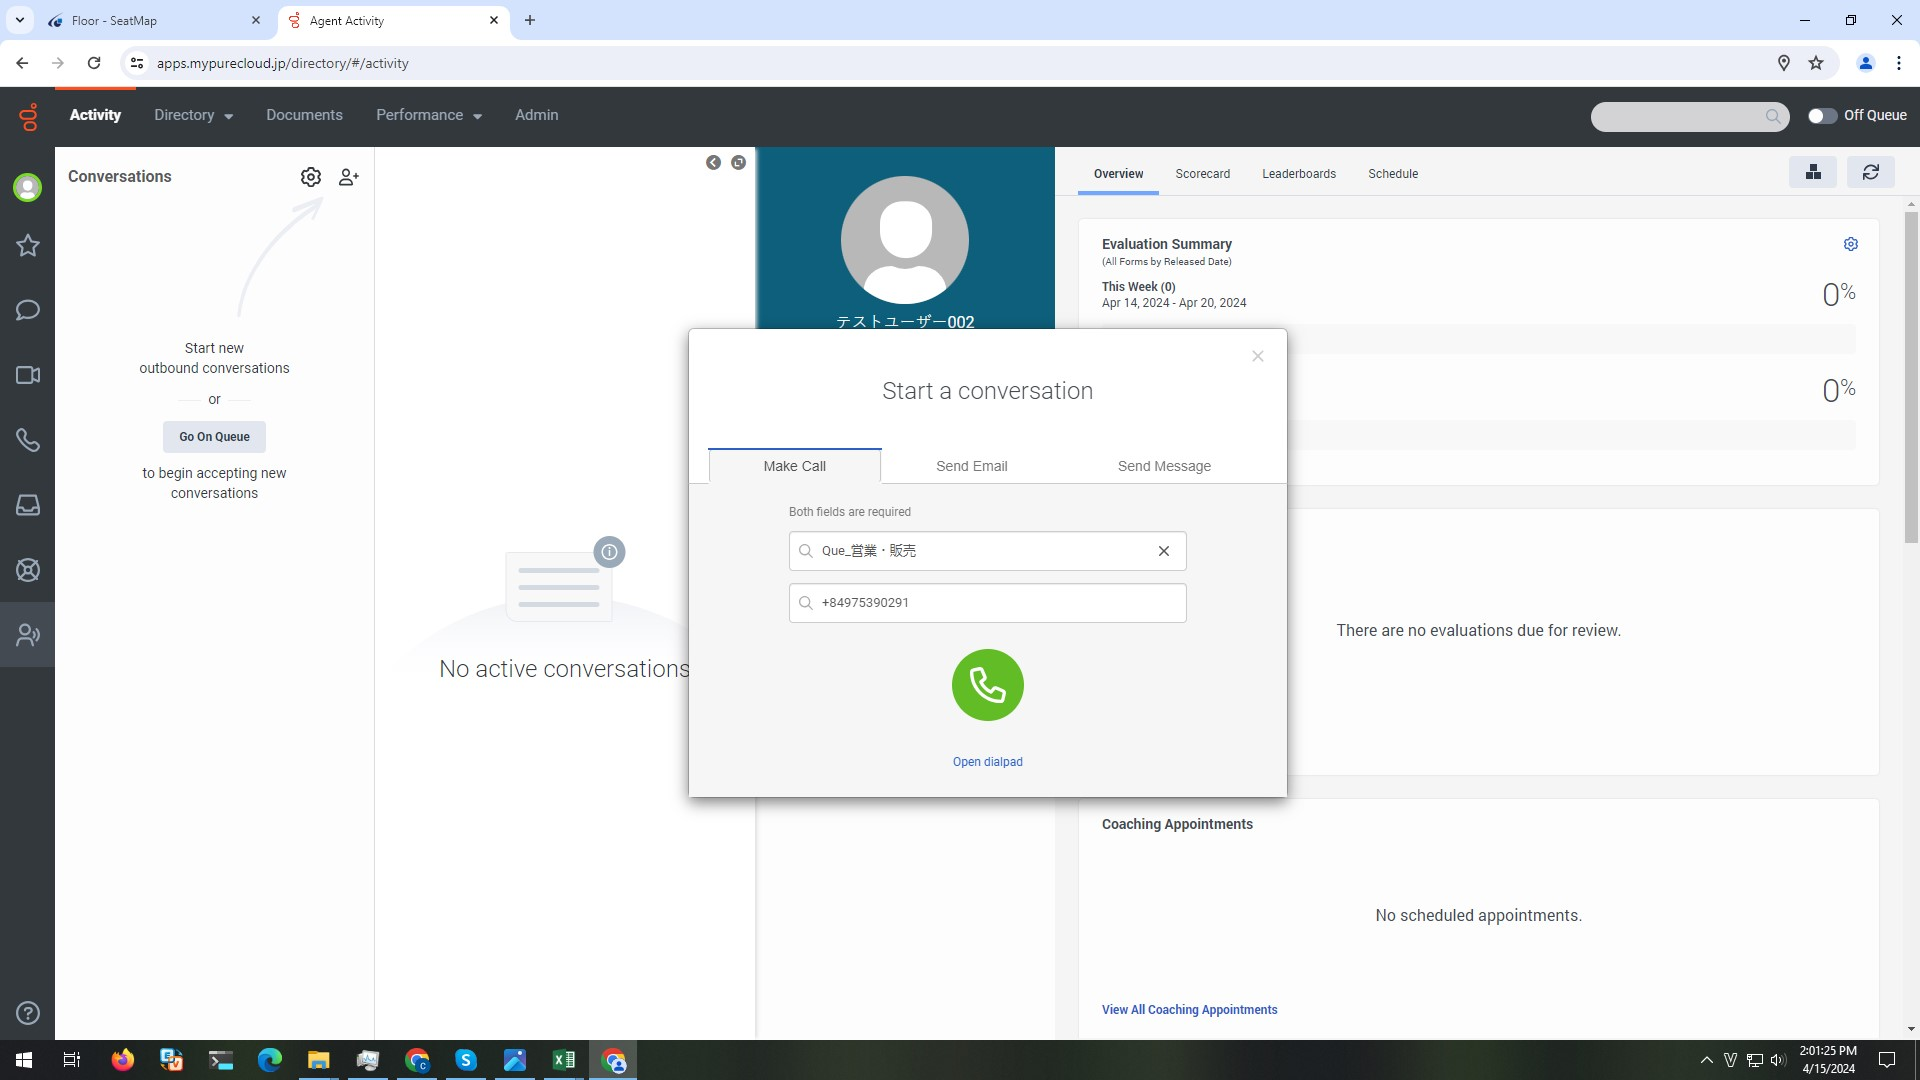 Floor - SeatMap
Agent Activity
apps.mypurecloud.jp/directory/#/activity
Activity
Directory
Documents
Performance
Admin
Off Queue
Conversations
Start new
outbound conversations
or
Go On Queue
to begin accepting new
conversations
No active conversations
テストユーザー002
Overview
Scorecard
Leaderboards
Schedule
Evaluation Summary
(All Forms by Released Date)
This Week (0)
Apr 14, 2024 - Apr 20, 2024
0%
0%
Start a conversation
Make Call
Send Email
Send Message
Both fields are required
Que_営業・販売
+84975390291
Open dialpad
There are no evaluations due for review.
Coaching Appointments
No scheduled appointments.
View All Coaching Appointments
2:01:25 PM
4/15/2024